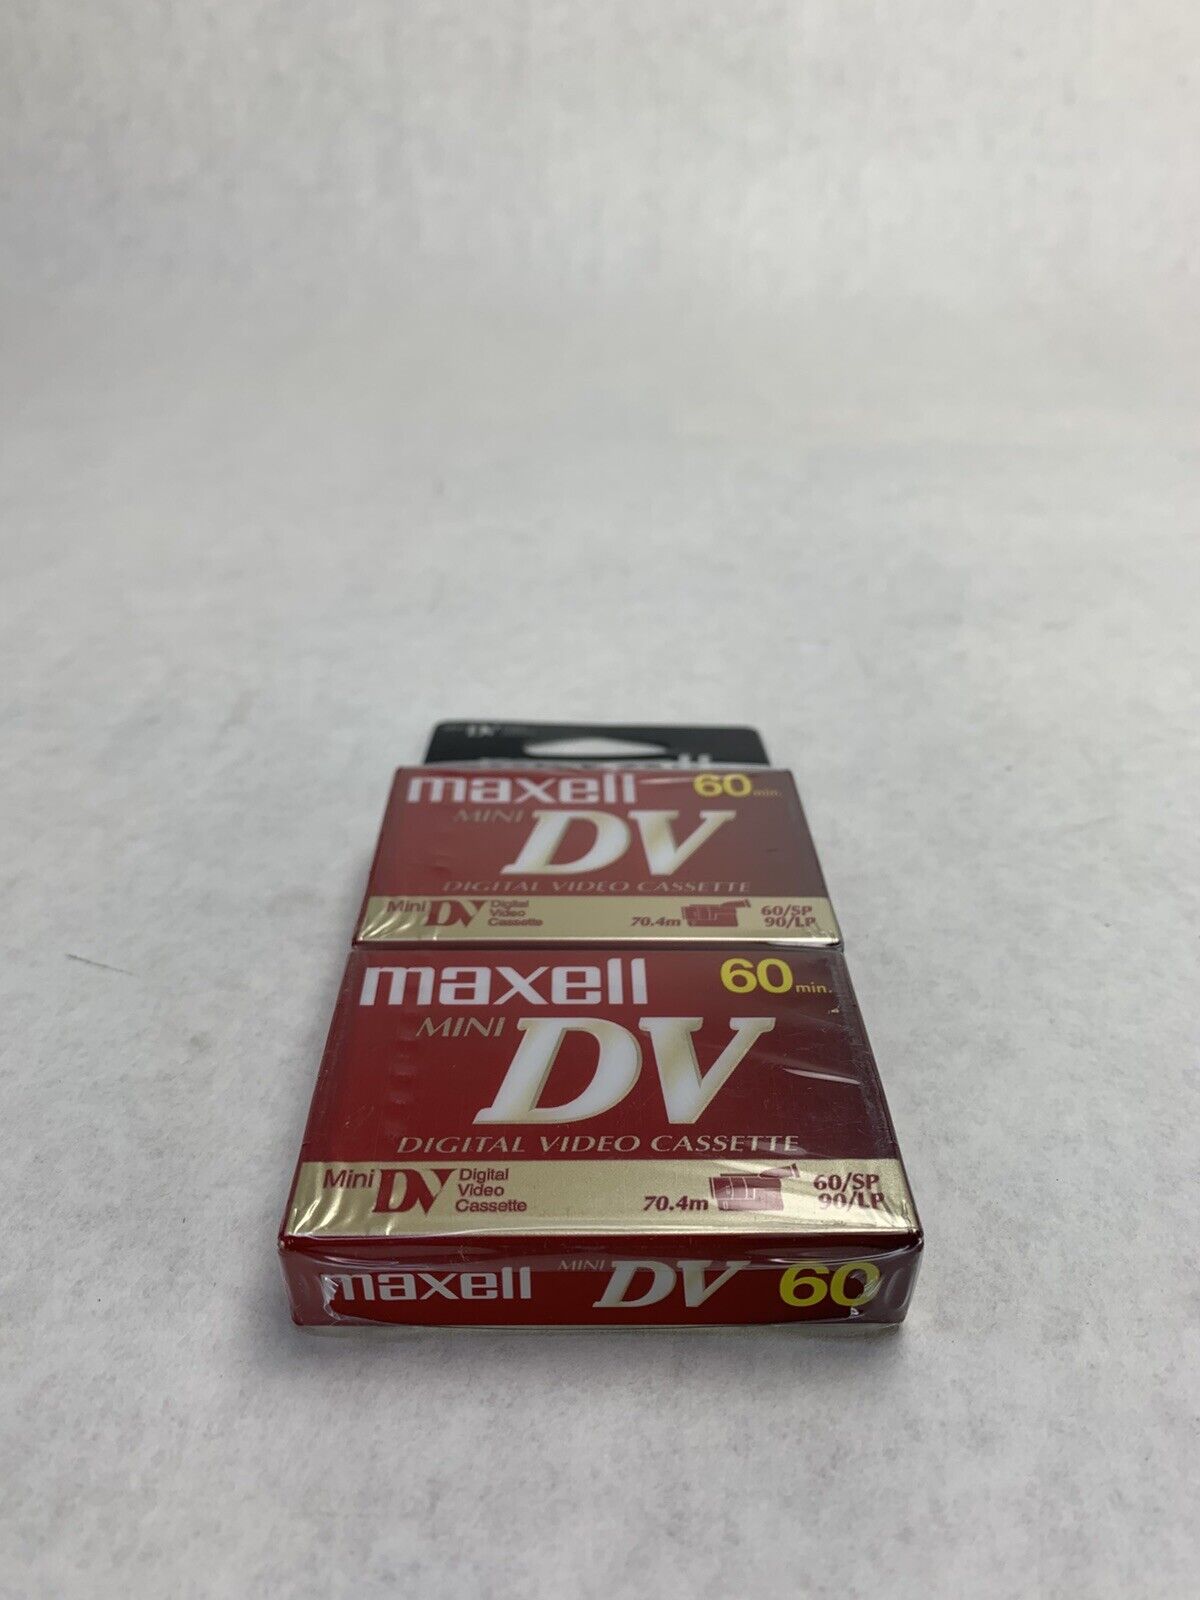 DV
maxell 60 min.
MINI DV
DIGITAL VIDEO CASSETTE
Mini DV Digital Video Cassette 70.4m 60/SP 90/LP
maxell 60 min.
MINI DV
DIGITAL VIDEO CASSETTE
Mini DV Digital Video Cassette 70.4m 60/SP 90/LP
maxell MINI DV 60